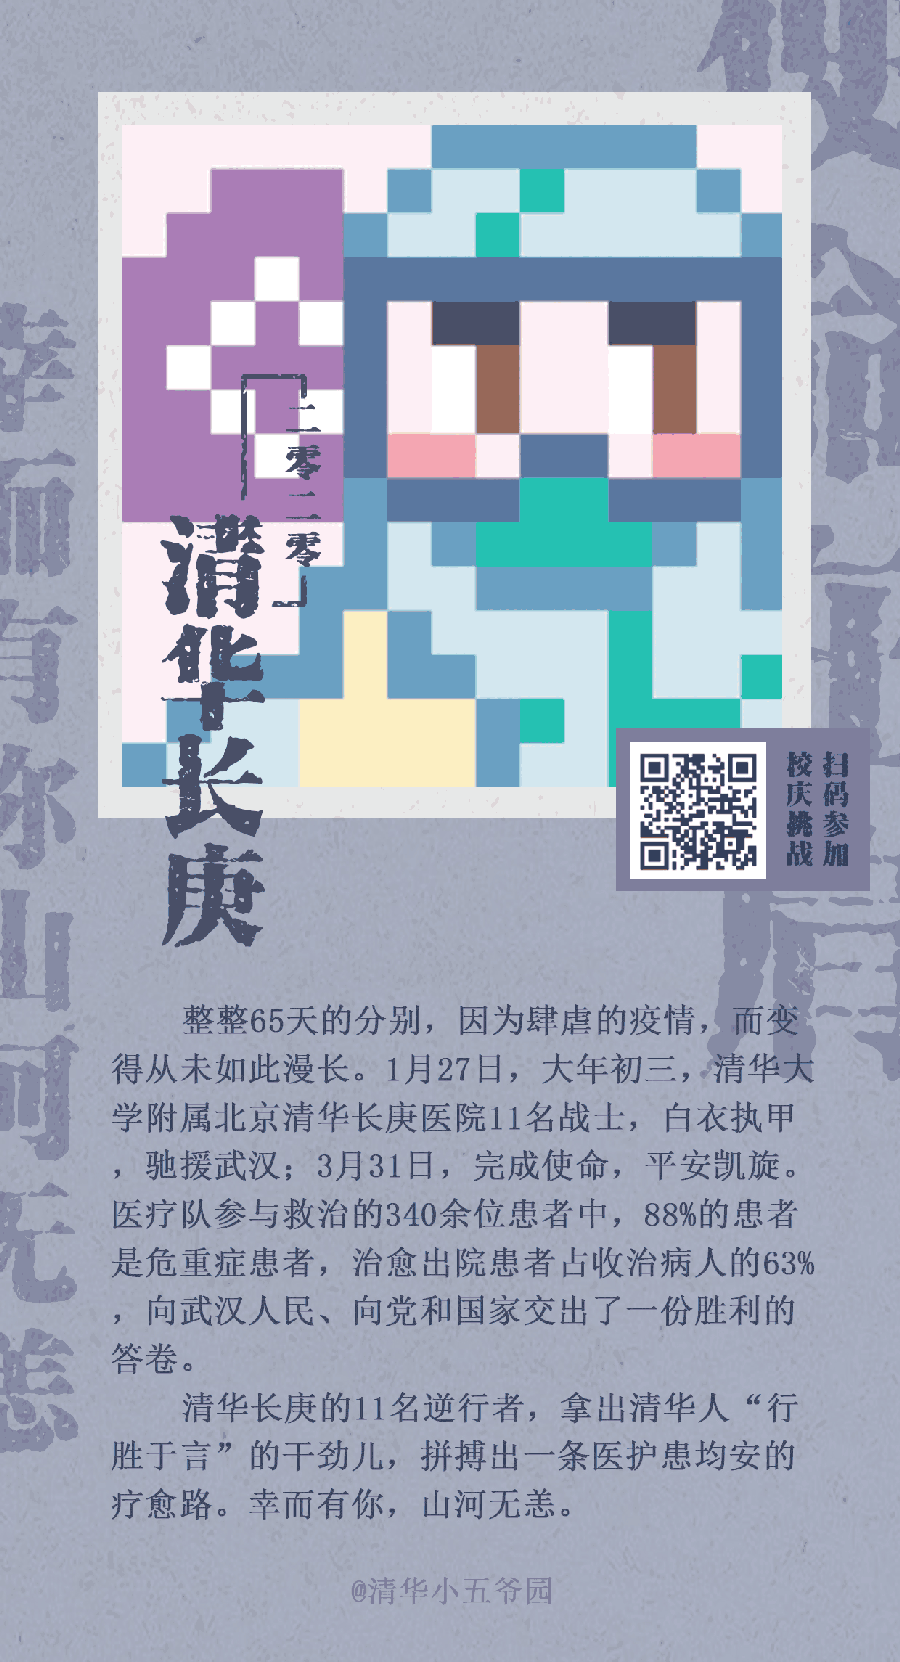 二零二零
清华长庚
扫码参加
校庆挑战
整整65天的分别，因为肆虐的疫情，而变
得从未如此漫长。1月27日，大年初三，清华大
学附属北京清华长庚医院11名战士，白衣执甲
，驰援武汉；3月31日，完成使命，平安凯旋。
医疗队参与救治的340余位患者中，88%的患者
是危重症患者，治愈出院患者占收治病人的63%
，向武汉人民、向党和国家交出了一份胜利的
答卷。
清华长庚的11名逆行者，拿出清华人“行
胜于言”的干劲儿，拼搏出一条医护患均安的
疗愈路。幸而有你，山河无恙。
@清华小五爷园
幸而有你山河无恙